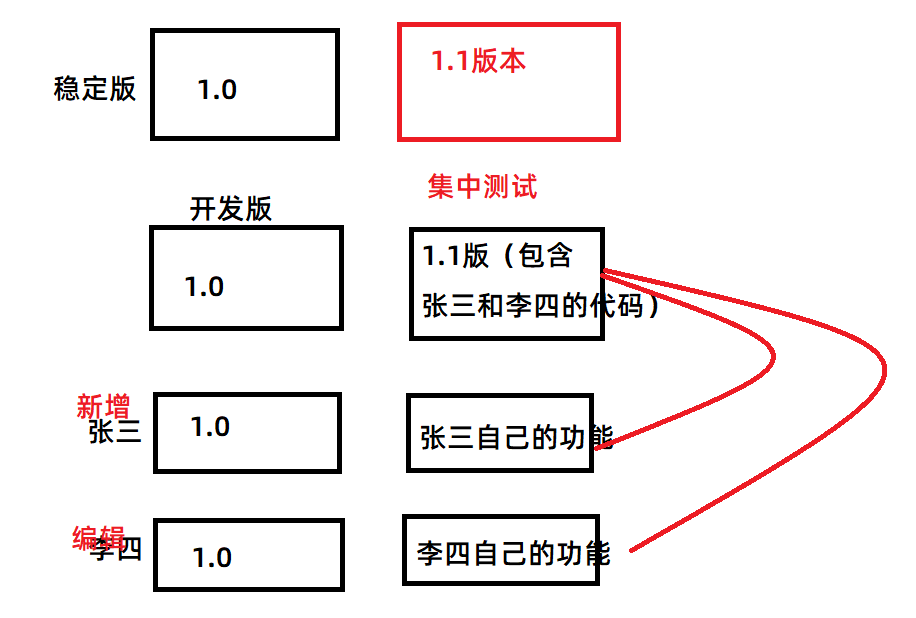 稳定版
1.0
1.1版本
集中测试
开发版
1.0
1.1版（包含
张三和李四的代码）
新增
张三
1.0
张三自己的功能
编辑
李四
1.0
李四自己的功能